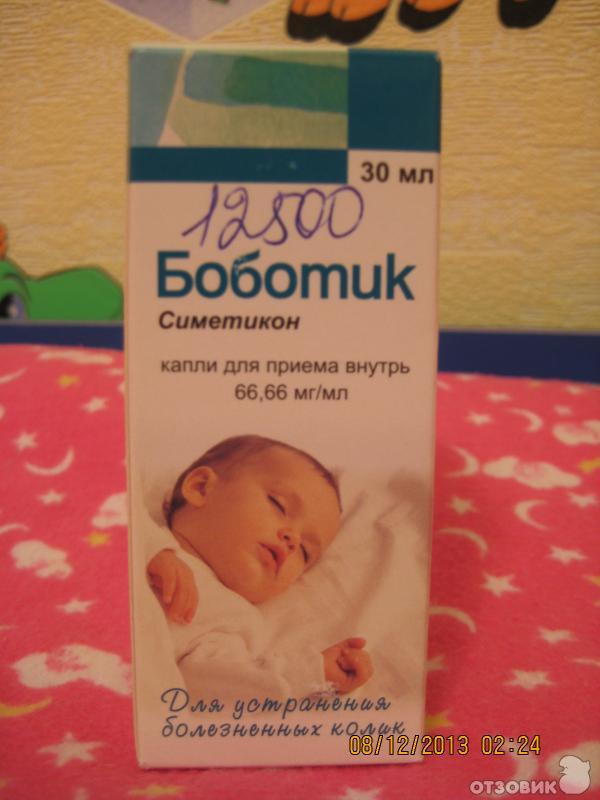 30 мл
12500
Боботик
Симетикон
капли для приема внутрь
66,66 мг/мл
Для устранения
болезненных колик
08/12/2013 02:24
ОТЗОВИК